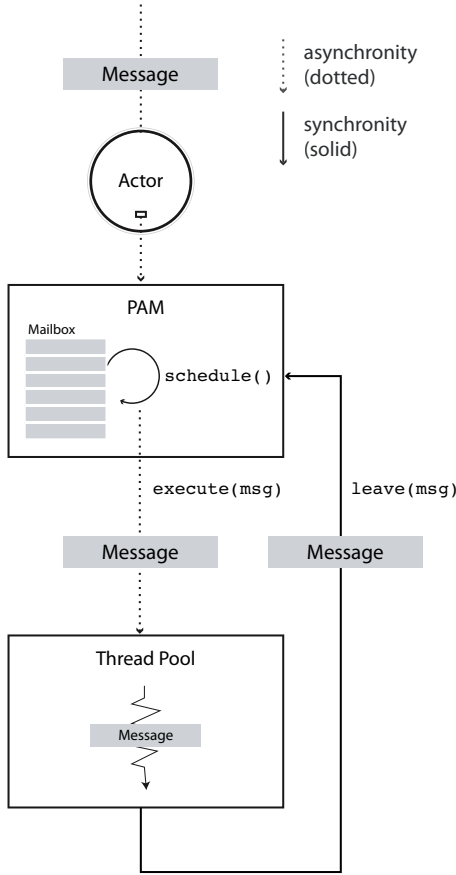 Message
asynchronity
(dotted)
synchronity
(solid)
Actor
PAM
Mailbox
schedule()
execute(msg)
leave(msg)
Message
Message
Thread Pool
Message